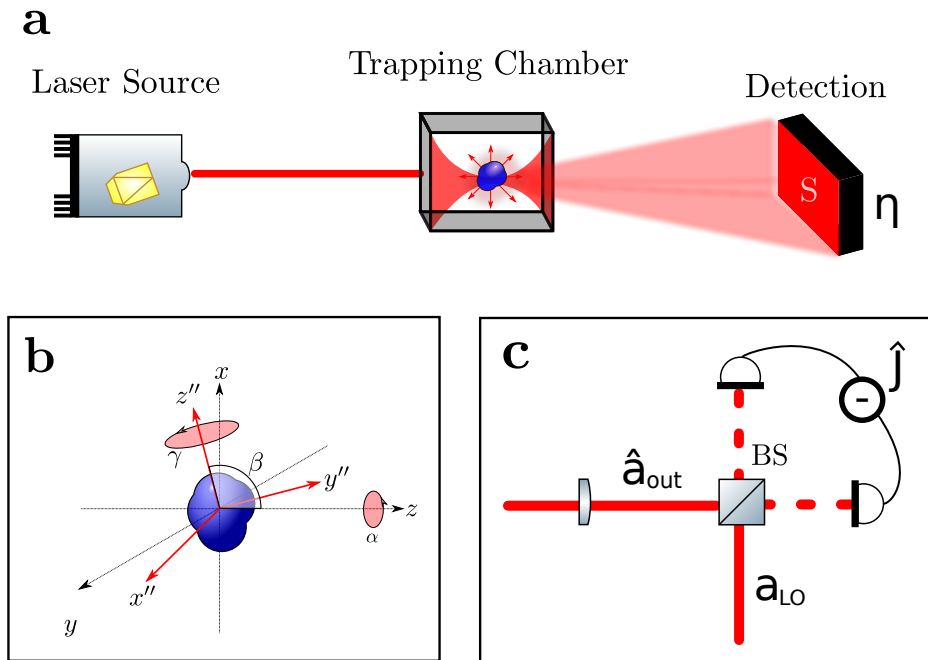 a
Laser Source
Trapping Chamber
Detection
S
η
b
x
z″
γ
β
y″
z
α
x″
y
c
ĵ
BS
â_out
a_LO
-